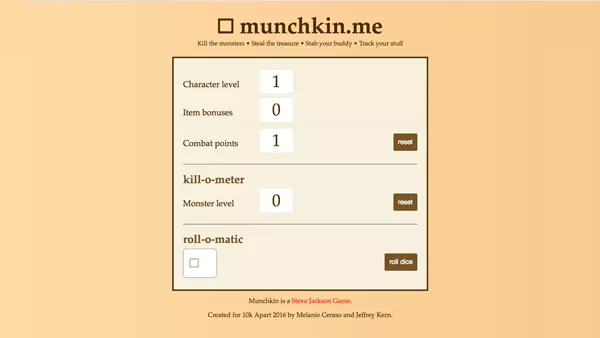 munchkin.me
Kill the monsters • Steal the treasure • Stab your buddy • Track your stuff
Character level 1
Item bonuses 0
Combat points 1 reset
kill-o-meter
Monster level 0 reset
roll-o-matic
roll dice
Munchkin is a Steve Jackson Game.
Created for 10k Apart 2016 by Melanie Ceraso and Jeffrey Kern.